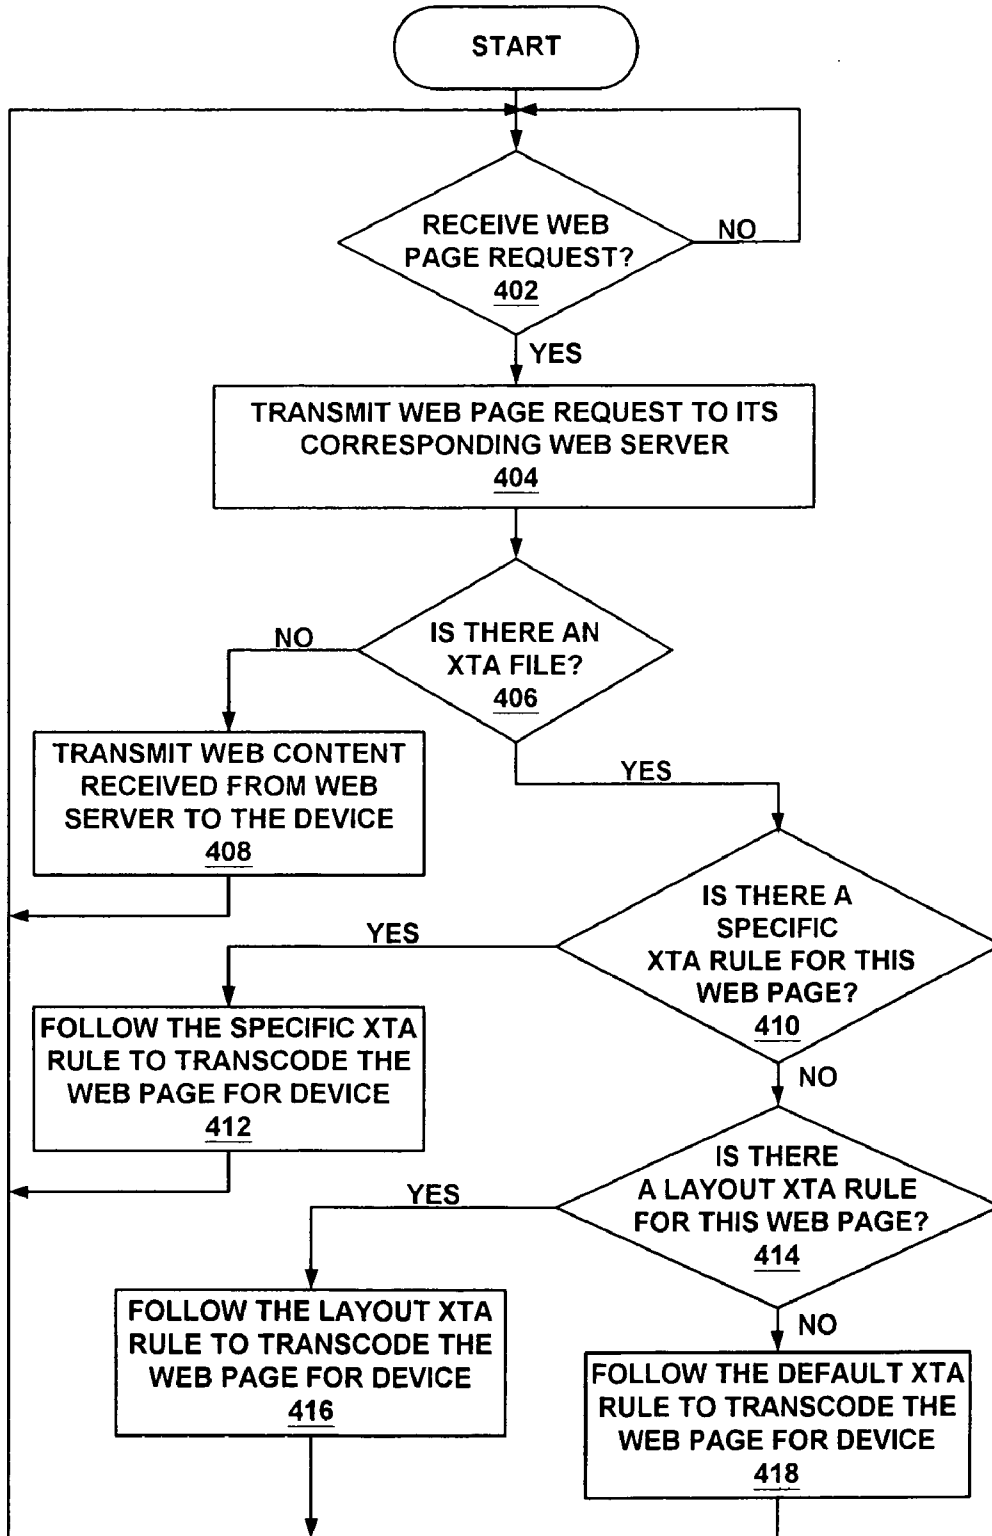 START
RECEIVE WEB
PAGE REQUEST?
402
NO
YES
TRANSMIT WEB PAGE REQUEST TO ITS
CORRESPONDING WEB SERVER
404
IS THERE AN
XTA FILE?
406
NO
TRANSMIT WEB CONTENT
RECEIVED FROM WEB
SERVER TO THE DEVICE
408
YES
IS THERE A
SPECIFIC
XTA RULE FOR THIS
WEB PAGE?
410
YES
FOLLOW THE SPECIFIC XTA
RULE TO TRANSCODE THE
WEB PAGE FOR DEVICE
412
NO
IS THERE
A LAYOUT XTA RULE
FOR THIS WEB PAGE?
414
YES
FOLLOW THE LAYOUT XTA
RULE TO TRANSCODE THE
WEB PAGE FOR DEVICE
416
NO
FOLLOW THE DEFAULT XTA
RULE TO TRANSCODE THE
WEB PAGE FOR DEVICE
418